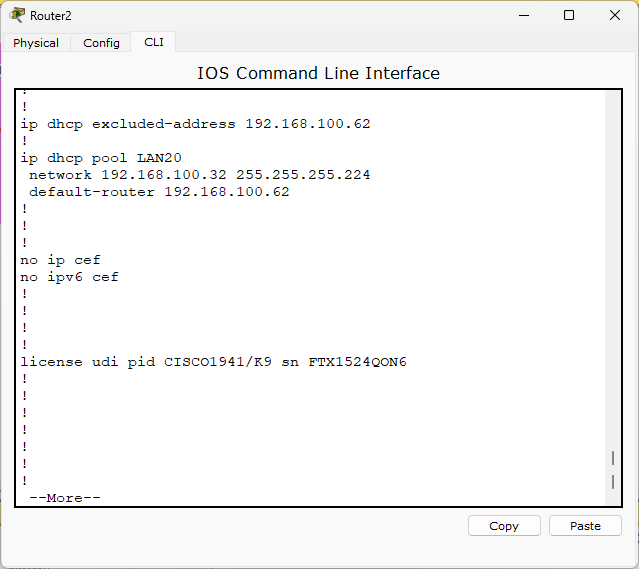 Router2
Physical Config CLI
IOS Command Line Interface
!
!
ip dhcp excluded-address 192.168.100.62
!
ip dhcp pool LAN20
 network 192.168.100.32 255.255.255.224
 default-router 192.168.100.62
!
!
!
no ip cef
no ipv6 cef
!
!
!
!
license udi pid CISCO1941/K9 sn FTX1524QON6
!
!
!
!
!
!
!
 --More--
Copy Paste